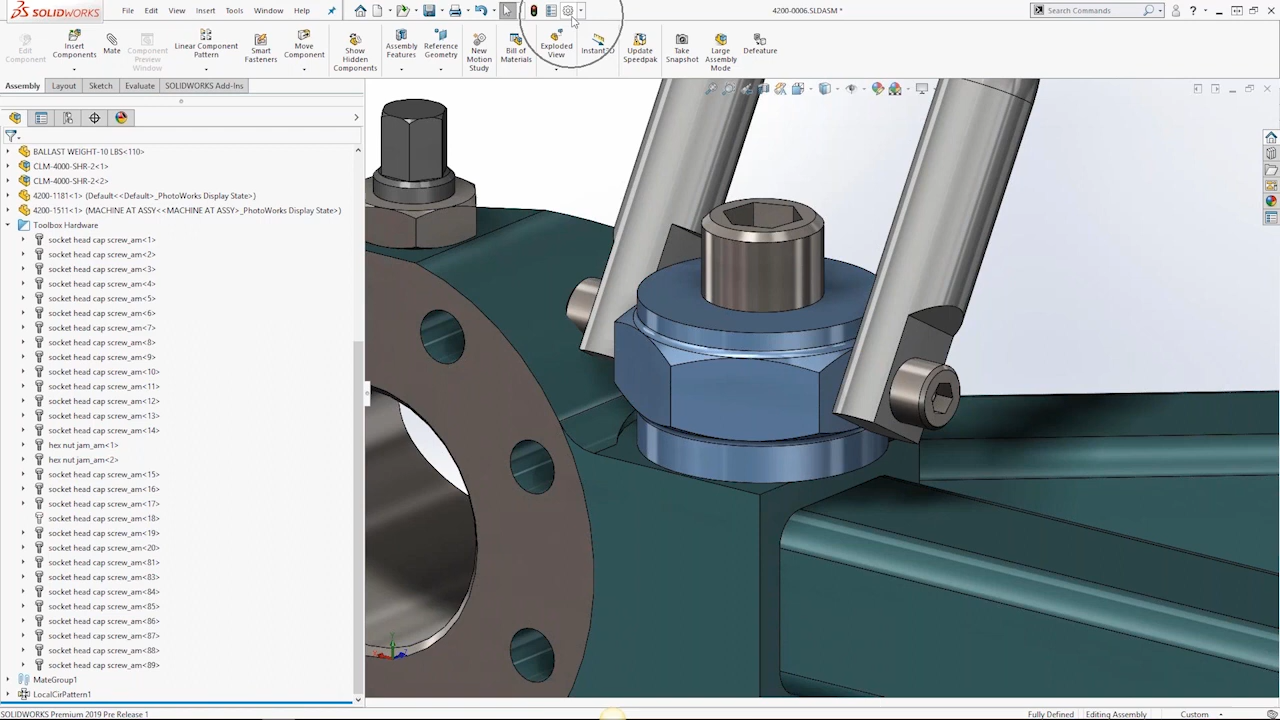 SOLIDWORKS File Edit View Insert Tools Window Help 4200-0006.SLDASM * Search Commands
Edit Component
Insert Components
Mate
Component Preview Window
Linear Component Pattern
Smart Fasteners
Move Component
Show Hidden Components
Assembly Features
Reference Geometry
New Motion Study
Bill of Materials
Exploded View
Instant3D
Update Speedpak
Take Snapshot
Large Assembly Mode
Defeature
Assembly Layout Sketch Evaluate SOLIDWORKS Add-Ins
BALLAST WEIGHT-10 LBS<110>
CLM-4000-SHR-2<1>
CLM-4000-SHR-2<2>
4200-1181<1> (Default<<Default>_PhotoWorks Display State>)
4200-1511<1> (MACHINE AT ASSY<<MACHINE AT ASSY>_PhotoWorks Display State>)
Toolbox Hardware
socket head cap screw_am<1>
socket head cap screw_am<2>
socket head cap screw_am<3>
socket head cap screw_am<4>
socket head cap screw_am<5>
socket head cap screw_am<6>
socket head cap screw_am<7>
socket head cap screw_am<8>
socket head cap screw_am<9>
socket head cap screw_am<10>
socket head cap screw_am<11>
socket head cap screw_am<12>
socket head cap screw_am<13>
socket head cap screw_am<14>
hex nut jam_am<1>
hex nut jam_am<2>
socket head cap screw_am<15>
socket head cap screw_am<16>
socket head cap screw_am<17>
socket head cap screw_am<18>
socket head cap screw_am<19>
socket head cap screw_am<20>
socket head cap screw_am<81>
socket head cap screw_am<83>
socket head cap screw_am<84>
socket head cap screw_am<85>
socket head cap screw_am<86>
socket head cap screw_am<87>
socket head cap screw_am<88>
socket head cap screw_am<89>
MateGroup1
LocalCirPattern1
SOLIDWORKS Premium 2019 Pre Release 1 Fully Defined Editing Assembly Custom